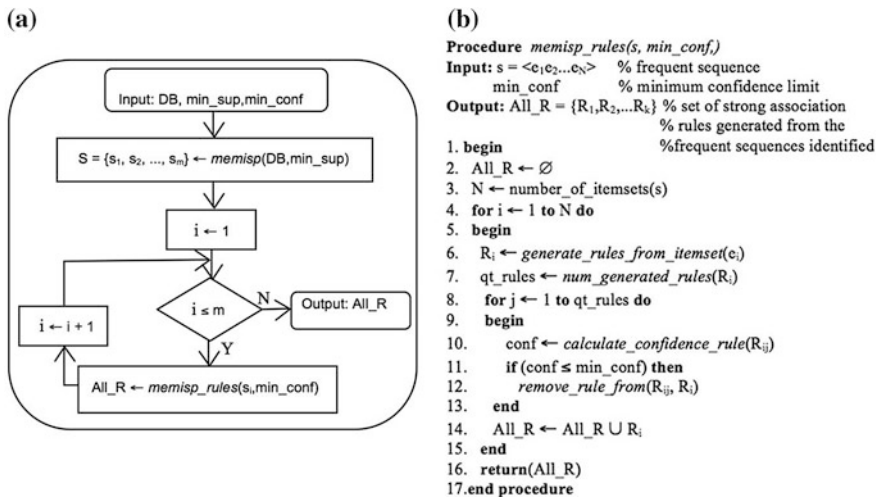 (a)
Input: DB, min_sup,min_conf
S = {s₁, s₂, ..., sₘ} ← memisp(DB,min_sup)
i ← 1
i ≤ m
N
Output: All_R
i ← i + 1
Y
All_R ← memisp_rules(sᵢ,min_conf)
(b)
Procedure memisp_rules(s, min_conf,)
Input: s = <e₁e₂...e_N> % frequent sequence
min_conf % minimum confidence limit
Output: All_R = {R₁,R₂,...Rₖ} % set of strong association
% rules generated from the
%frequent sequences identified
1. begin
2. All_R ← ∅
3. N ← number_of_itemsets(s)
4. for i ← 1 to N do
5. begin
6. Rᵢ ← generate_rules_from_itemset(eᵢ)
7. qt_rules ← num_generated_rules(Rᵢ)
8. for j ← 1 to qt_rules do
9. begin
10. conf ← calculate_confidence_rule(Rᵢⱼ)
11. if (conf ≤ min_conf) then
12. remove_rule_from(Rᵢⱼ, Rᵢ)
13. end
14. All_R ← All_R ∪ Rᵢ
15. end
16. return(All_R)
17.end procedure